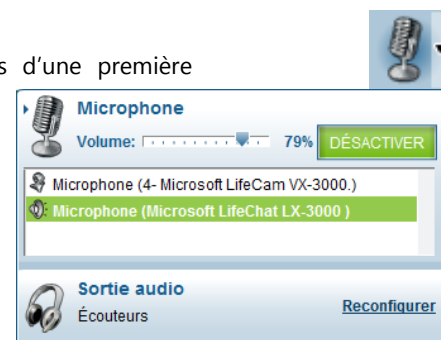 s d'une première
Microphone
Volume: 79% DÉSACTIVER
Microphone (4- Microsoft LifeCam VX-3000.)
Microphone (Microsoft LifeChat LX-3000 )
Sortie audio
Écouteurs
Reconfigurer